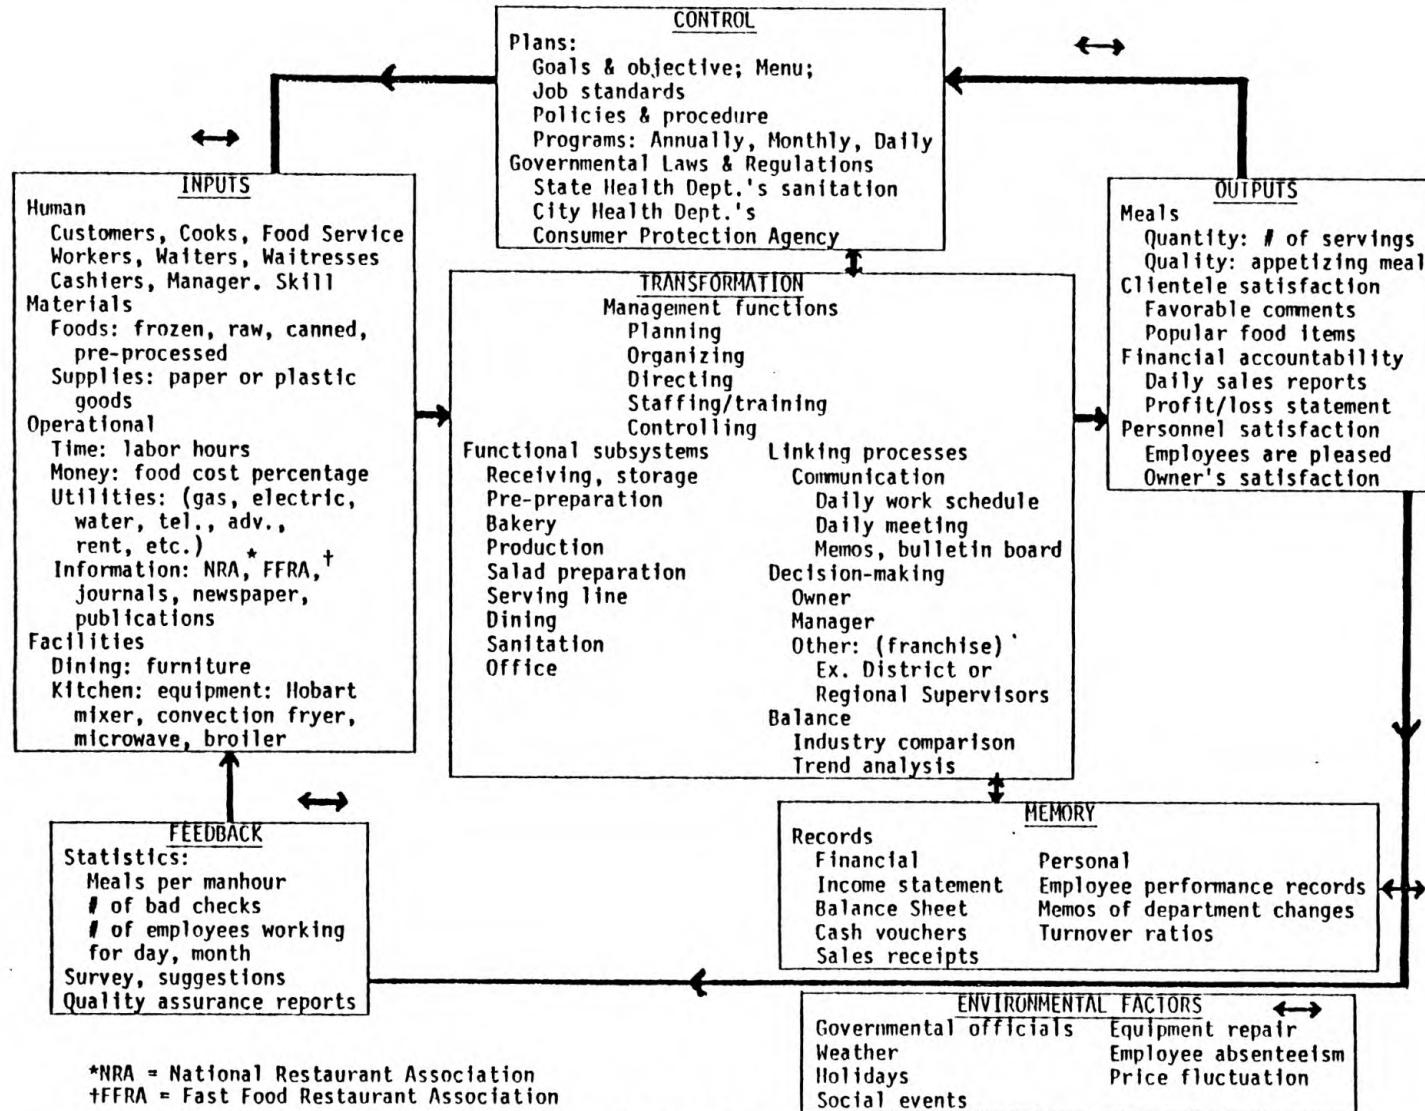 CONTROL
Plans:
Goals & objective; Menu;
Job standards
Policies & procedure
Programs: Annually, Monthly, Daily
Governmental Laws & Regulations
State Health Dept.'s sanitation
City Health Dept.'s
Consumer Protection Agency
INPUTS
Human
Customers, Cooks, Food Service
Workers, Waiters, Waitresses
Cashiers, Manager. Skill
Materials
Foods: frozen, raw, canned,
pre-processed
Supplies: paper or plastic
goods
Operational
Time: labor hours
Money: food cost percentage
Utilities: (gas, electric,
water, tel., adv.,
rent, etc.)
Information: NRA,* FFRA,†
journals, newspaper,
publications
Facilities
Dining: furniture
Kitchen: equipment: Hobart
mixer, convection fryer,
microwave, broiler
TRANSFORMATION
Management functions
Planning
Organizing
Directing
Staffing/training
Controlling
Functional subsystems
Receiving, storage
Pre-preparation
Bakery
Production
Salad preparation
Serving line
Dining
Sanitation
Office
Linking processes
Communication
Daily work schedule
Daily meeting
Memos, bulletin board
Decision-making
Owner
Manager
Other: (franchise)
Ex. District or
Regional Supervisors
Balance
Industry comparison
Trend analysis
OUTPUTS
Meals
Quantity: # of servings
Quality: appetizing meal
Clientele satisfaction
Favorable comments
Popular food items
Financial accountability
Daily sales reports
Profit/loss statement
Personnel satisfaction
Employees are pleased
Owner's satisfaction
FEEDBACK
Statistics:
Meals per manhour
# of bad checks
# of employees working
for day, month
Survey, suggestions
Quality assurance reports
MEMORY
Records
Financial
Income statement
Balance Sheet
Cash vouchers
Sales receipts
Personal
Employee performance records
Memos of department changes
Turnover ratios
ENVIRONMENTAL FACTORS
Governmental officials
Weather
Holidays
Social events
Equipment repair
Employee absenteeism
Price fluctuation
*NRA = National Restaurant Association
†FFRA = Fast Food Restaurant Association